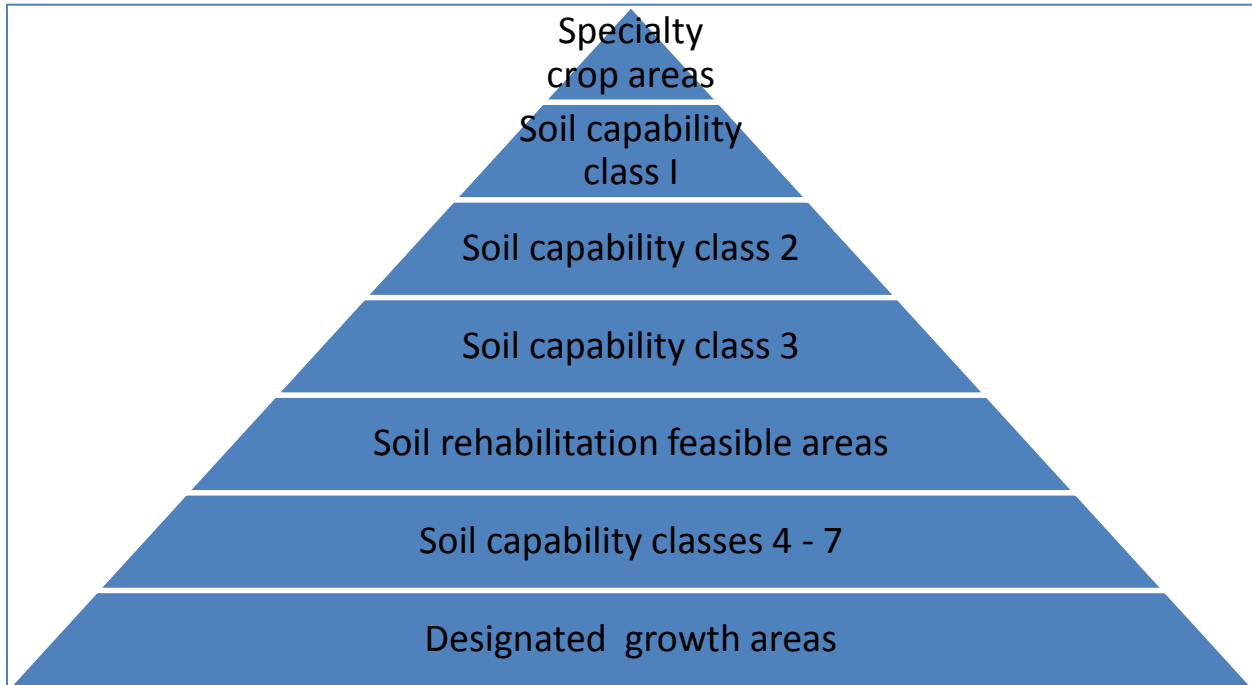 Specialty
crop areas
Soil capability
class I
Soil capability class 2
Soil capability class 3
Soil rehabilitation feasible areas
Soil capability classes 4 - 7
Designated  growth areas